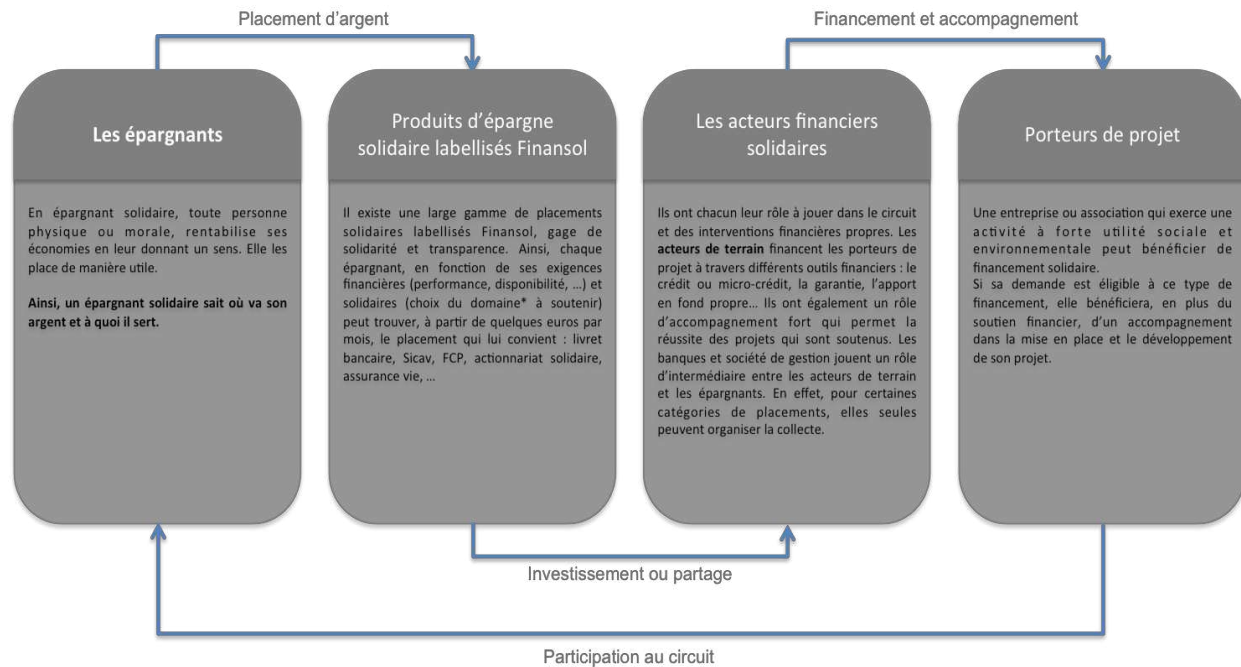 Placement d'argent
Financement et accompagnement
Les épargnants
En épargnant solidaire, toute personne
physique ou morale, rentabilise ses
économies en leur donnant un sens. Elle les
place de manière utile.
Ainsi, un épargnant solidaire sait où va son
argent et à quoi il sert.
Produits d'épargne
solidaire labellisés Finansol
Il existe une large gamme de placements
solidaires labellisés Finansol, gage de
solidarité et transparence. Ainsi, chaque
épargnant, en fonction de ses exigences
financières (performance, disponibilité, ...) et
solidaires (choix du domaine* à soutenir)
peut trouver, à partir de quelques euros par
mois, le placement qui lui convient : livret
bancaire, Sicav, FCP, actionnariat solidaire,
assurance vie, ...
Les acteurs financiers
solidaires
Ils ont chacun leur rôle à jouer dans le circuit
et des interventions financières propres. Les
acteurs de terrain financent les porteurs de
projet à travers différents outils financiers : le
crédit ou micro-crédit, la garantie, l'apport
en fond propre... Ils ont également un rôle
d'accompagnement fort qui permet la
réussite des projets qui sont soutenus. Les
banques et société de gestion jouent un rôle
d'intermédiaire entre les acteurs de terrain
et les épargnants. En effet, pour certaines
catégories de placements, elles seules
peuvent organiser la collecte.
Porteurs de projet
Une entreprise ou association qui exerce une
activité à forte utilité sociale et
environnementale peut bénéficier de
financement solidaire.
Si sa demande est éligible à ce type de
financement, elle bénéficiera, en plus du
soutien financier, d'un accompagnement
dans la mise en place et le développement
de son projet.
Investissement ou partage
Participation au circuit